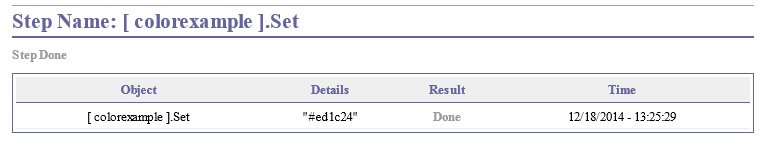 Step Name: [ colorexample ].Set
Step Done
Object Details Result Time
[ colorexample ].Set "#ed1c24" Done 12/18/2014 - 13:25:29